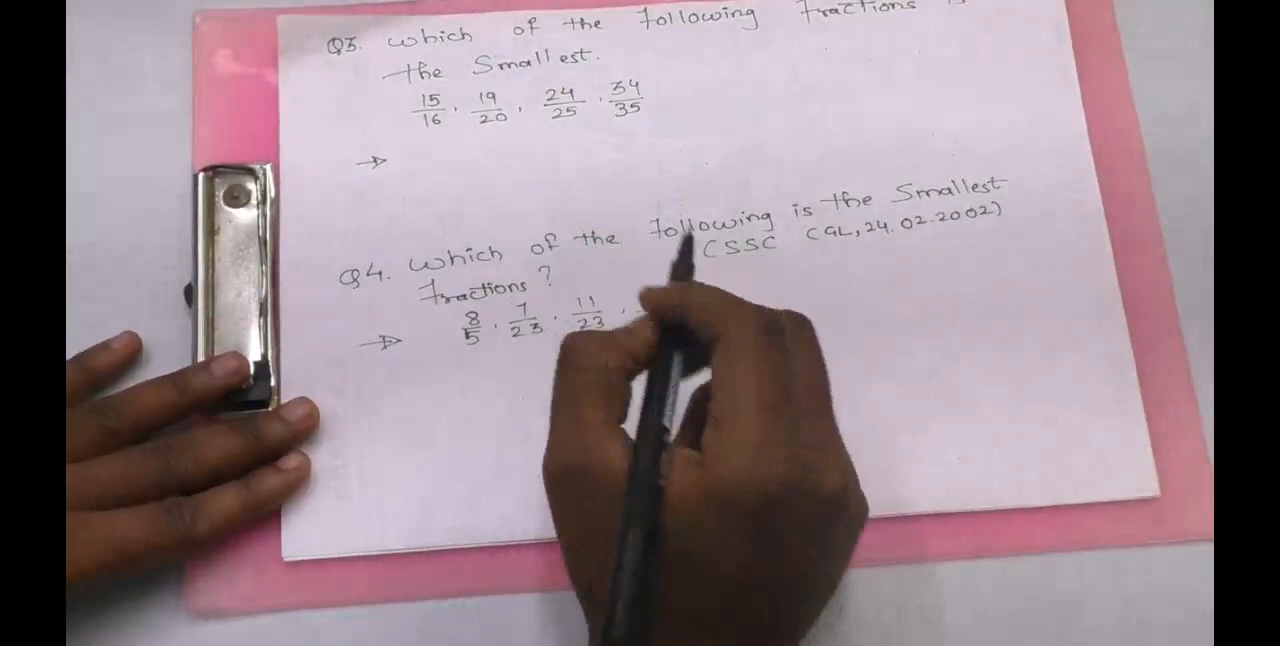 Q3. Which of the following fractions is
the Smallest.
15/16, 19/20, 24/25, 34/35
Q4. Which of the following is the Smallest
fractions? (SSC CGL, 24.02.2002)
8/5, 7/23, 11/23,